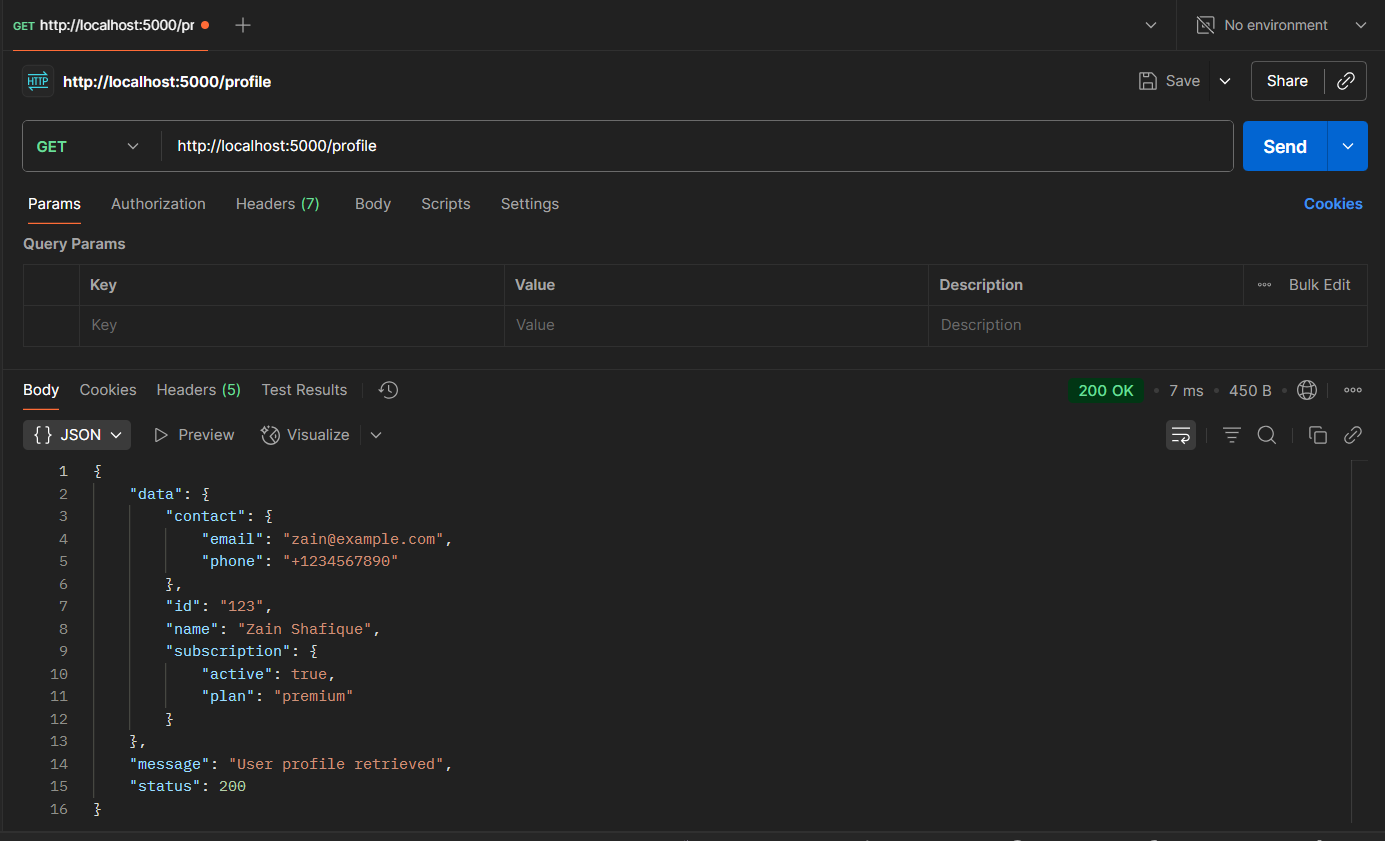 GET http://localhost:5000/pr
No environment
HTTP http://localhost:5000/profile
Save
Share
GET http://localhost:5000/profile
Send
Params Authorization Headers (7) Body Scripts Settings
Cookies
Query Params
Key Value Description Bulk Edit
Key Value Description
Body Cookies Headers (5) Test Results
200 OK • 7 ms • 450 B •
{} JSON Preview Visualize
1 {
2 "data": {
3 "contact": {
4 "email": "zain@example.com",
5 "phone": "+1234567890"
6 },
7 "id": "123",
8 "name": "Zain Shafique",
9 "subscription": {
10 "active": true,
11 "plan": "premium"
12 }
13 },
14 "message": "User profile retrieved",
15 "status": 200
16 }